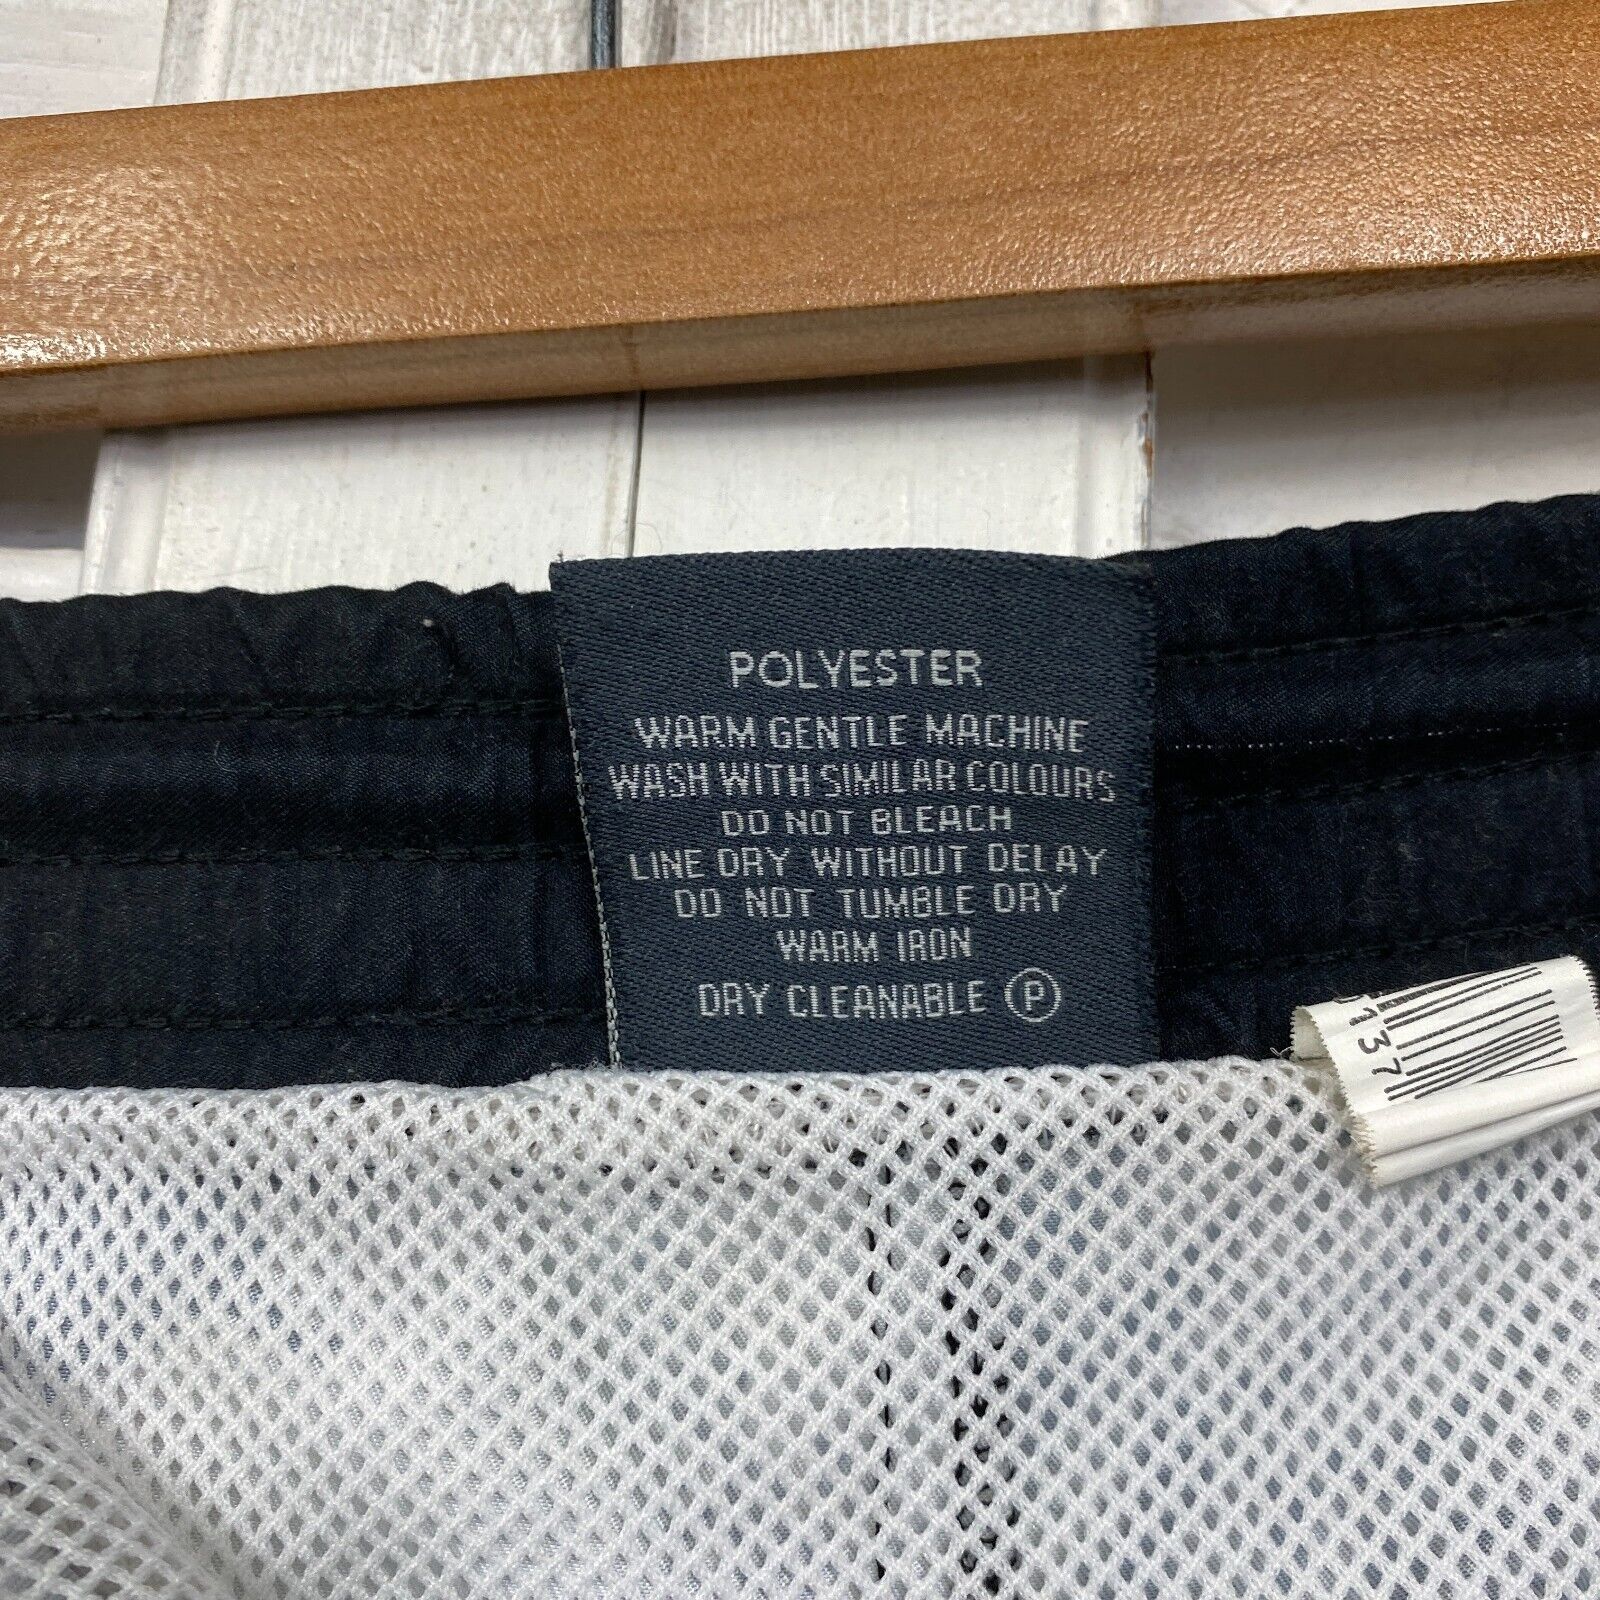 POLYESTER
WARM GENTLE MACHINE
WASH WITH SIMILAR COLOURS
DO NOT BLEACH
LINE DRY WITHOUT DELAY
DO NOT TUMBLE DRY
WARM IRON
DRY CLEANABLE P
137